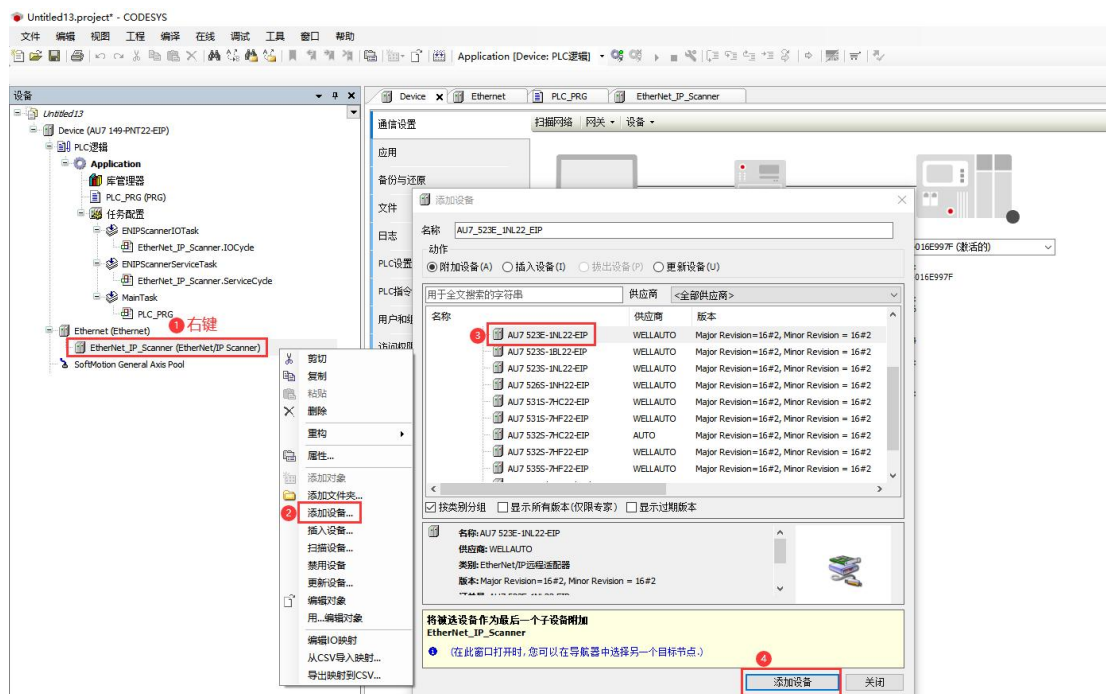 Untitled13.project* - CODESYS
文件 编辑 视图 工程 编译 在线 调试 工具 窗口 帮助
Application [Device: PLC逻辑]
设备
Device Ethernet PLC_PRG EtherNet_IP_Scanner
Untitled13
Device (AU7 149-PNT22-EIP)
PLC逻辑
Application
库管理器
PLC_PRG (PRG)
任务配置
ENIPScannerIOTask
EtherNet_IP_Scanner.IOCycle
ENIPScannerServiceTask
EtherNet_IP_Scanner.ServiceCycle
MainTask
PLC_PRG
Ethernet (Ethernet)
1 右键
EtherNet_IP_Scanner (EtherNet/IP Scanner)
SoftMotion General Axis Pool
剪切
复制
粘贴
删除
重构
属性...
添加对象
添加文件夹...
2 添加设备...
插入设备...
扫描设备...
禁用设备
更新设备...
编辑对象
用...编辑对象
编辑IO映射
从CSV导入映射...
导出映射到CSV...
通信设置
应用
备份与还原
文件
日志
PLC设置
PLC指令
用户和组
访问权限
扫描网络 网关 设备
016E997F (激活的)
016E997F
添加设备
名称 AU7_523E_1NL22_EIP
动作
附加设备(A) 插入设备(I) 拔出设备(P) 更新设备(U)
用于全文搜索的字符串 供应商 <全部供应商>
名称 供应商 版本
3 AU7 523E-1NL22-EIP WELLAUTO Major Revision=16#2, Minor Revision = 16#2
AU7 523S-1BL22-EIP WELLAUTO Major Revision=16#2, Minor Revision = 16#2
AU7 523S-1NL22-EIP WELLAUTO Major Revision=16#2, Minor Revision = 16#2
AU7 526S-1NH22-EIP WELLAUTO Major Revision=16#2, Minor Revision = 16#2
AU7 531S-7HC22-EIP WELLAUTO Major Revision=16#2, Minor Revision = 16#2
AU7 531S-7HF22-EIP WELLAUTO Major Revision=16#2, Minor Revision = 16#2
AU7 532S-7HC22-EIP AUTO Major Revision=16#2, Minor Revision = 16#2
AU7 532S-7HF22-EIP WELLAUTO Major Revision=16#2, Minor Revision = 16#2
AU7 535S-7HF22-EIP WELLAUTO Major Revision=16#2, Minor Revision = 16#2
按类别分组 显示所有版本(仅限专家) 显示过期版本
名称: AU7 523E-1NL22-EIP
供应商: WELLAUTO
类别: EtherNet/IP远程适配器
版本: Major Revision=16#2, Minor Revision = 16#2
将被选设备作为最后一个子设备附加
EtherNet_IP_Scanner
(在此窗口打开时,您可以在导航器中选择另一个目标节点.)
4
添加设备 关闭